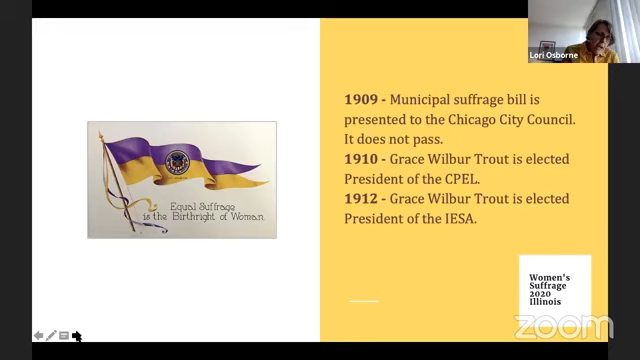 Lori Osborne
1909 - Municipal suffrage bill is
presented to the Chicago City Council.
It does not pass.
1910 - Grace Wilbur Trout is elected
President of the CPEL.
1912 - Grace Wilbur Trout is elected
President of the IESA.
Equal Suffrage
is the Birthright of Woman
Women's
Suffrage
2020
Illinois
zoom